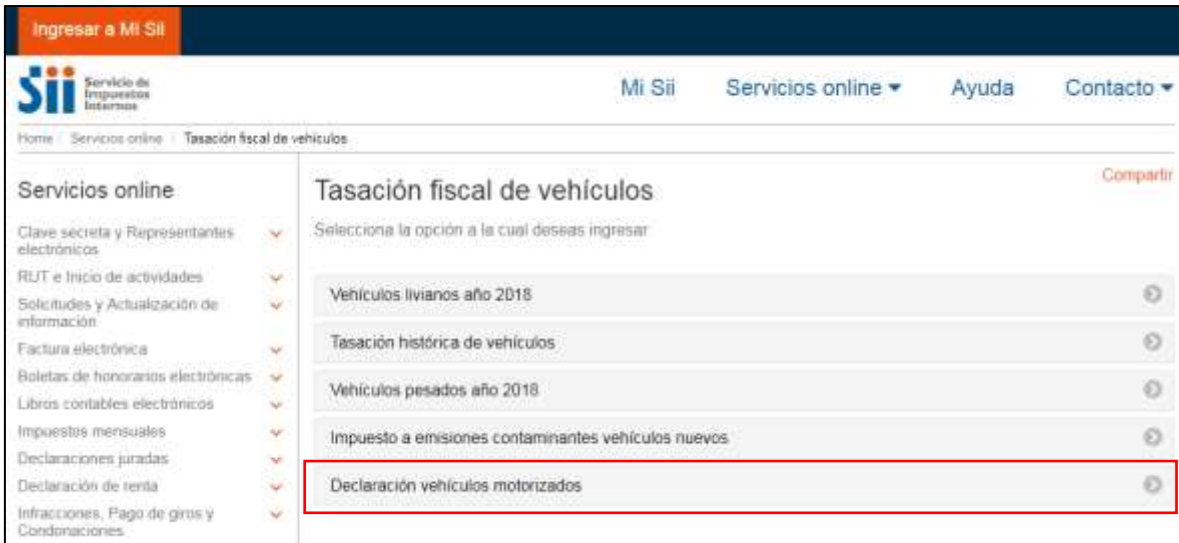 Ingresar a Mi Sii
Sii Servicio de
Impuestos
Internos
Mi Sii Servicios online Ayuda Contacto
Home Servicios online Tasación fiscal de vehículos
Servicios online
Clave secreta y Representantes
electrónicos
RUT e Inicio de actividades
Solicitudes y Actualización de
información
Factura electrónica
Boletas de honorarios electrónicas
Libros contables electrónicos
Impuestos mensuales
Declaraciones juradas
Declaración de renta
Infracciones, Pago de giros y
Condonaciones
Compartir
Tasación fiscal de vehículos
Selecciona la opción a la cual deseas ingresar
Vehículos livianos año 2018
Tasación histórica de vehículos
Vehículos pesados año 2018
Impuesto a emisiones contaminantes vehículos nuevos
Declaración vehículos motorizados